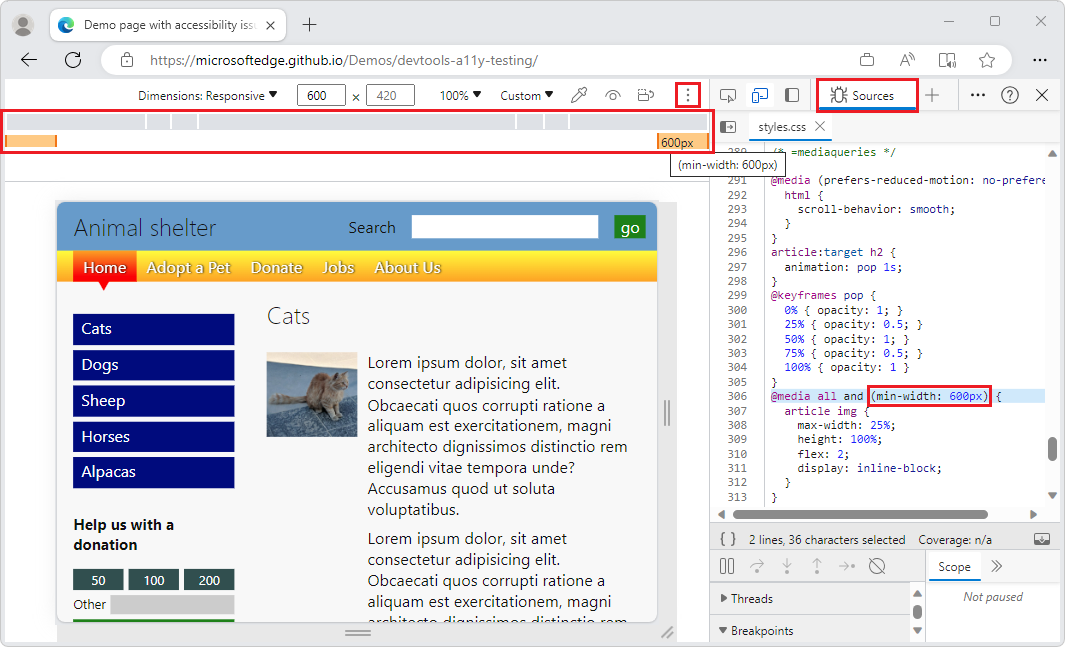 Demo page with accessibility iss
https://microsoftedge.github.io/Demos/devtools-a11y-testing/
Dimensions: Responsive 600 × 420 100% Custom
Sources
600px
(min-width: 600px)
Animal shelter
Search
go
Home Adopt a Pet Donate Jobs About Us
Cats
Dogs
Sheep
Horses
Alpacas
Help us with a
donation
50 100 200
Other
Cats
Lorem ipsum dolor, sit amet
consectetur adipisicing elit.
Obcaecati quos corrupti ratione a
aliquam est exercitationem, magni
architecto dignissimos distinctio rem
eligendi vitae tempora unde?
Accusamus quod ut soluta
voluptatibus.
Lorem ipsum dolor, sit amet
consectetur adipisicing elit.
Obcaecati quos corrupti ratione a
aliquam est exercitationem, magni
architecto dignissimos distinctio rem
styles.css
289 /* =mediaqueries */
291 @media (prefers-reduced-motion: no-prefere
292 html {
293 scroll-behavior: smooth;
294 }
295 }
296 article:target h2 {
297 animation: pop 1s;
298 }
299 @keyframes pop {
300 0% { opacity: 1; }
301 25% { opacity: 0.5; }
302 50% { opacity: 1; }
303 75% { opacity: 0.5; }
304 100% { opacity: 1 }
305 }
306 @media all and (min-width: 600px) {
307 article img {
308 max-width: 25%;
309 height: 100%;
310 flex: 2;
311 display: inline-block;
312 }
313 }
{ } 2 lines, 36 characters selected Coverage: n/a
Scope
Threads
Not paused
Breakpoints